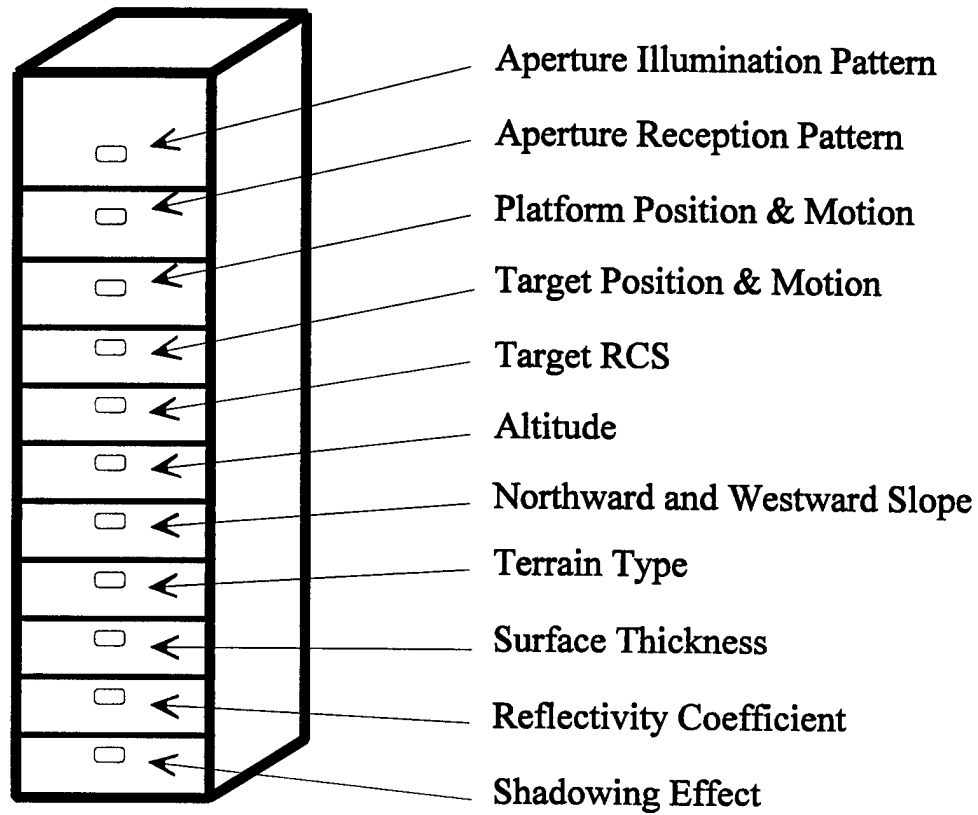 Aperture Illumination Pattern
Aperture Reception Pattern
Platform Position & Motion
Target Position & Motion
Target RCS
Altitude
Northward and Westward Slope
Terrain Type
Surface Thickness
Reflectivity Coefficient
Shadowing Effect